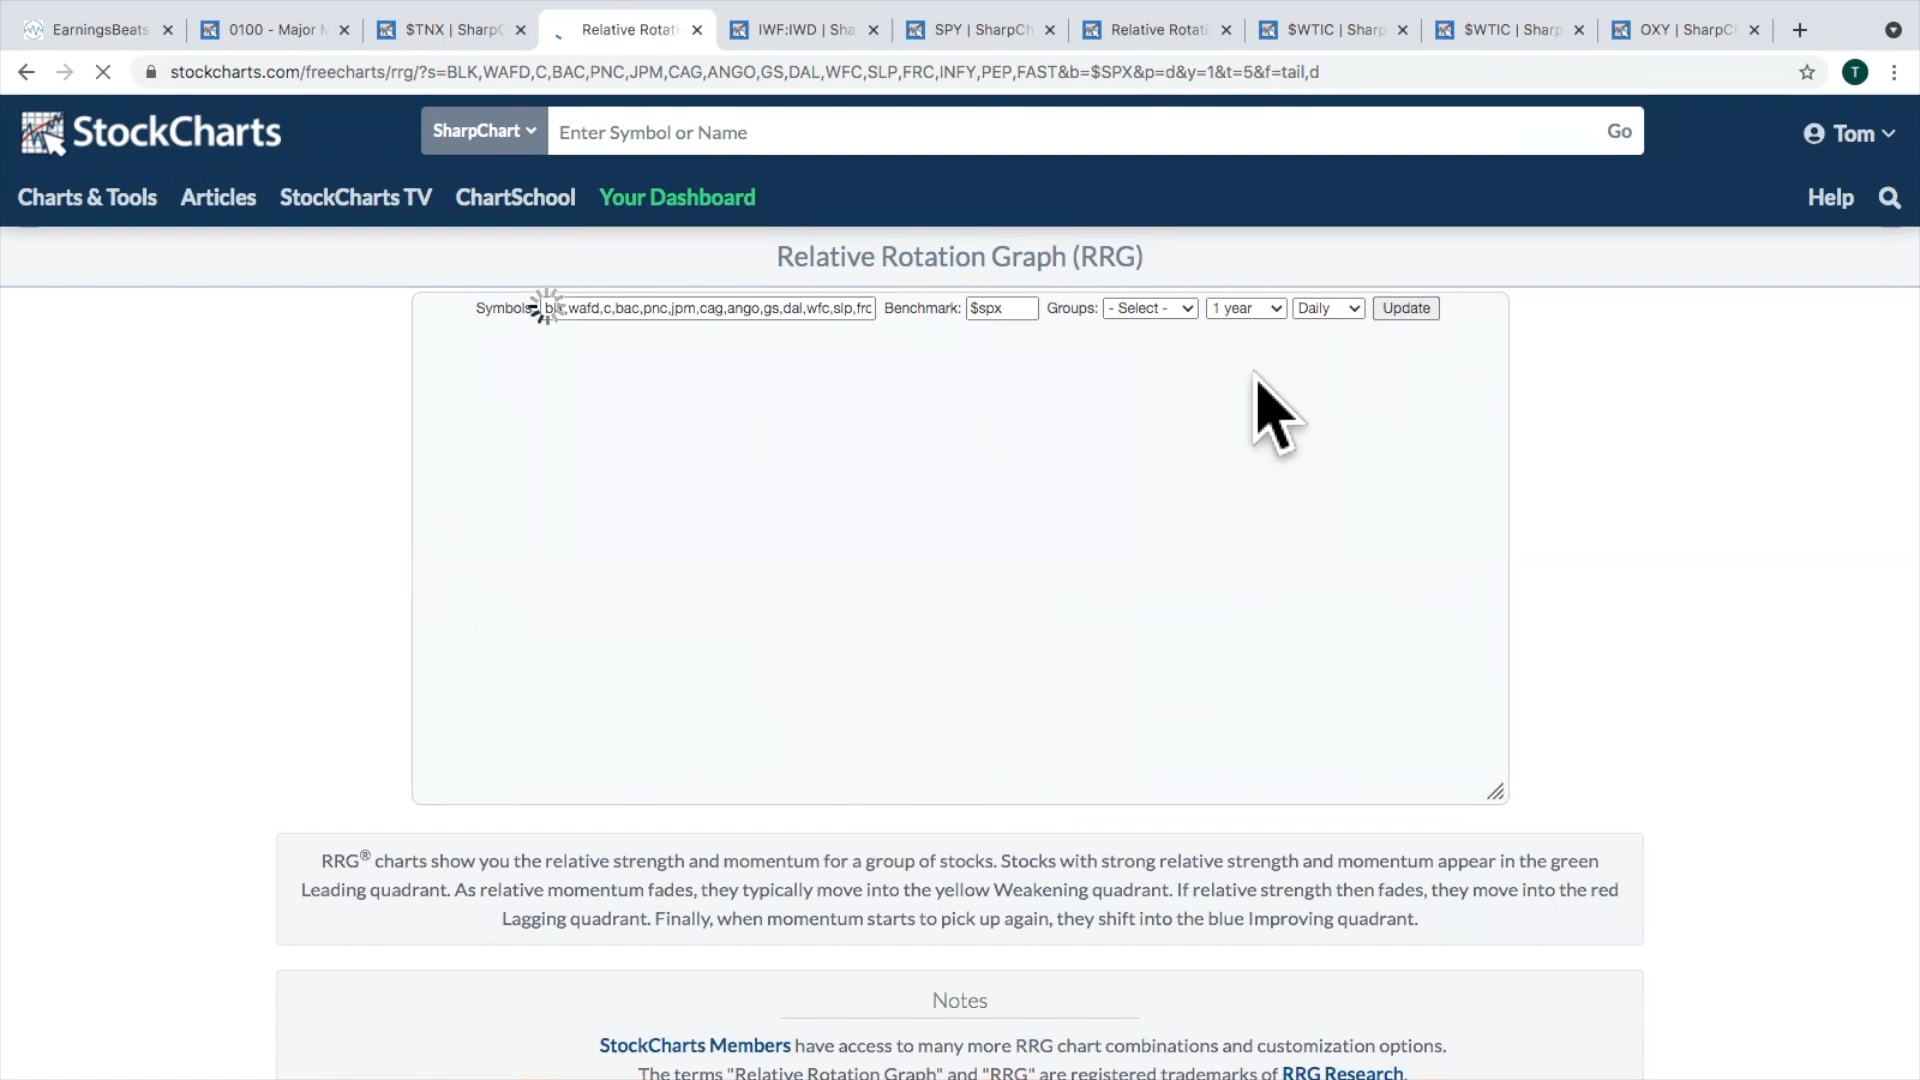 EarningsBeats
0100 - Major
$TNX | Sharp
Relative Rotat
IWF:IWD | Sha
SPY | SharpCh
Relative Rotat
$WTIC | Sharp
$WTIC | Sharp
OXY | SharpC
stockcharts.com/freecharts/rrg/?s=BLK,WAFD,C,BAC,PNC,JPM,CAG,ANGO,GS,DAL,WFC,SLP,FRC,INFY,PEP,FAST&b=$SPX&p=d&y=1&t=5&f=tail,d
T
StockCharts
SharpChart
Enter Symbol or Name
Go
Tom
Charts & Tools Articles StockCharts TV ChartSchool Your Dashboard
Help
Relative Rotation Graph (RRG)
Symbols blk,wafd,c,bac,pnc,jpm,cag,ango,gs,dal,wfc,slp,frc Benchmark: $spx Groups: - Select - 1 year Daily Update
RRG® charts show you the relative strength and momentum for a group of stocks. Stocks with strong relative strength and momentum appear in the green
Leading quadrant. As relative momentum fades, they typically move into the yellow Weakening quadrant. If relative strength then fades, they move into the red
Lagging quadrant. Finally, when momentum starts to pick up again, they shift into the blue Improving quadrant.
Notes
StockCharts Members have access to many more RRG chart combinations and customization options.
The terms "Relative Rotation Graph" and "RRG" are registered trademarks of RRG Research.